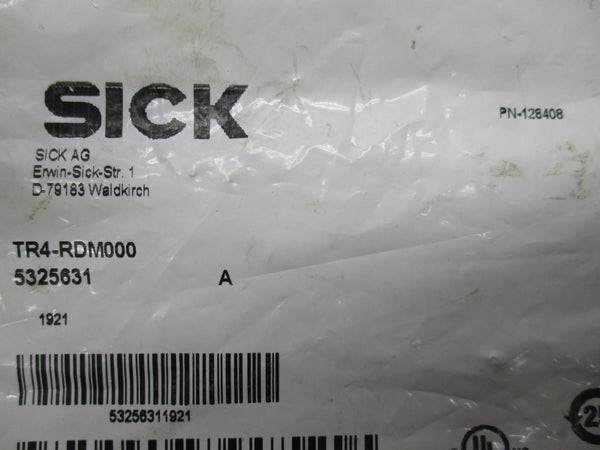 SICK
PN-128408
SICK AG
Erwin-Sick-Str. 1
D-79183 Waldkirch
TR4-RDM000
5325631 A
1921
53256311921